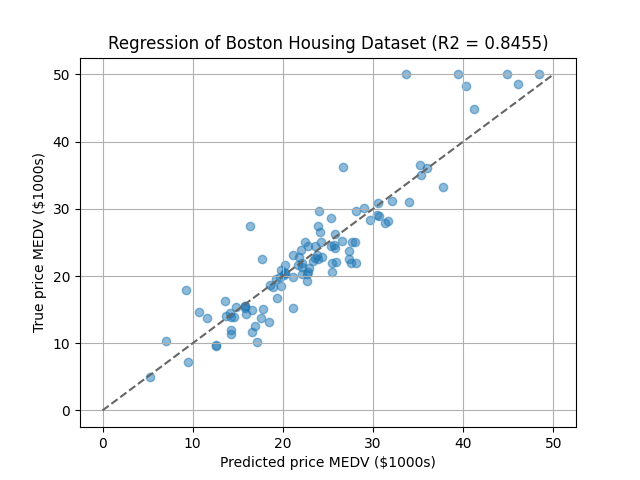 Regression of Boston Housing Dataset (R2 = 0.8455)
50
40
30
20
10
0
True price MEDV ($1000s)
0 10 20 30 40 50
Predicted price MEDV ($1000s)